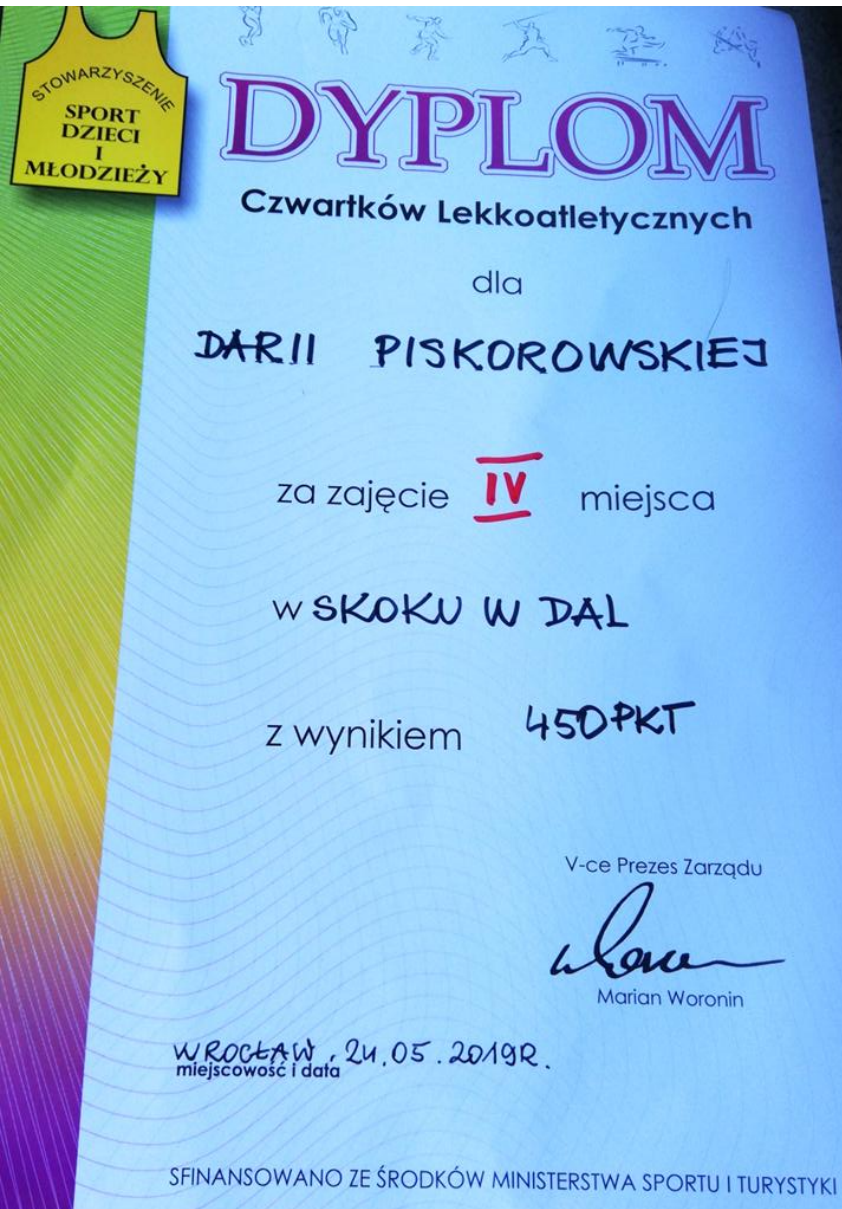 STOWARZYSZENIE
SPORT
DZIECI
I
MŁODZIEŻY
DYPLOM
Czwartków Lekkoatletycznych
dla
DARII PISKOROWSKIEJ
za zajęcie IV miejsca
w SKOKU W DAL
z wynikiem 450PKT
V-ce Prezes Zarządu
Marian Woronin
WROCŁAW, 24.05.2019R.
miejscowość i data
SFINANSOWANO ZE ŚRODKÓW MINISTERSTWA SPORTU I TURYSTYKI